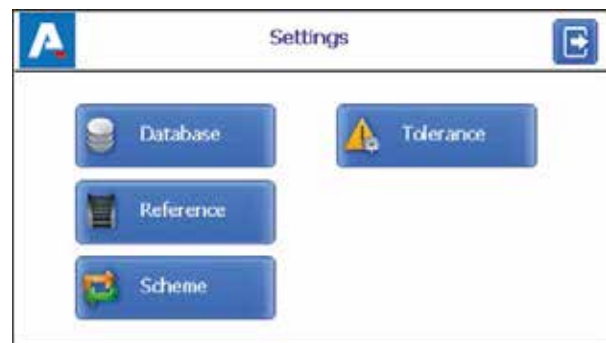 A
Settings
Database
Tolerance
Reference
Scheme